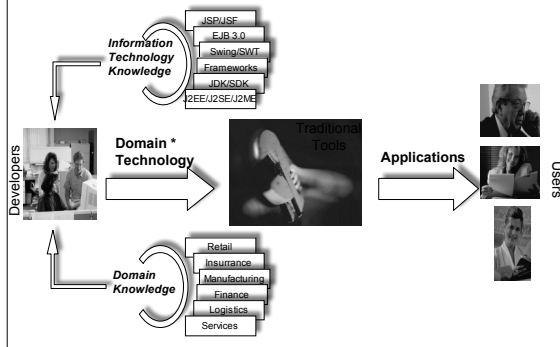 JSP/JSF
EJB 3.0
Swing/SWT
Frameworks
JDK/SDK
J2EE/J2SE/J2ME
Information
Technology
Knowledge
Developers
Domain *
Technology
Traditional
Tools
Applications
Users
Domain
Knowledge
Retail
Insurrance
Manufacturing
Finance
Logistics
Services